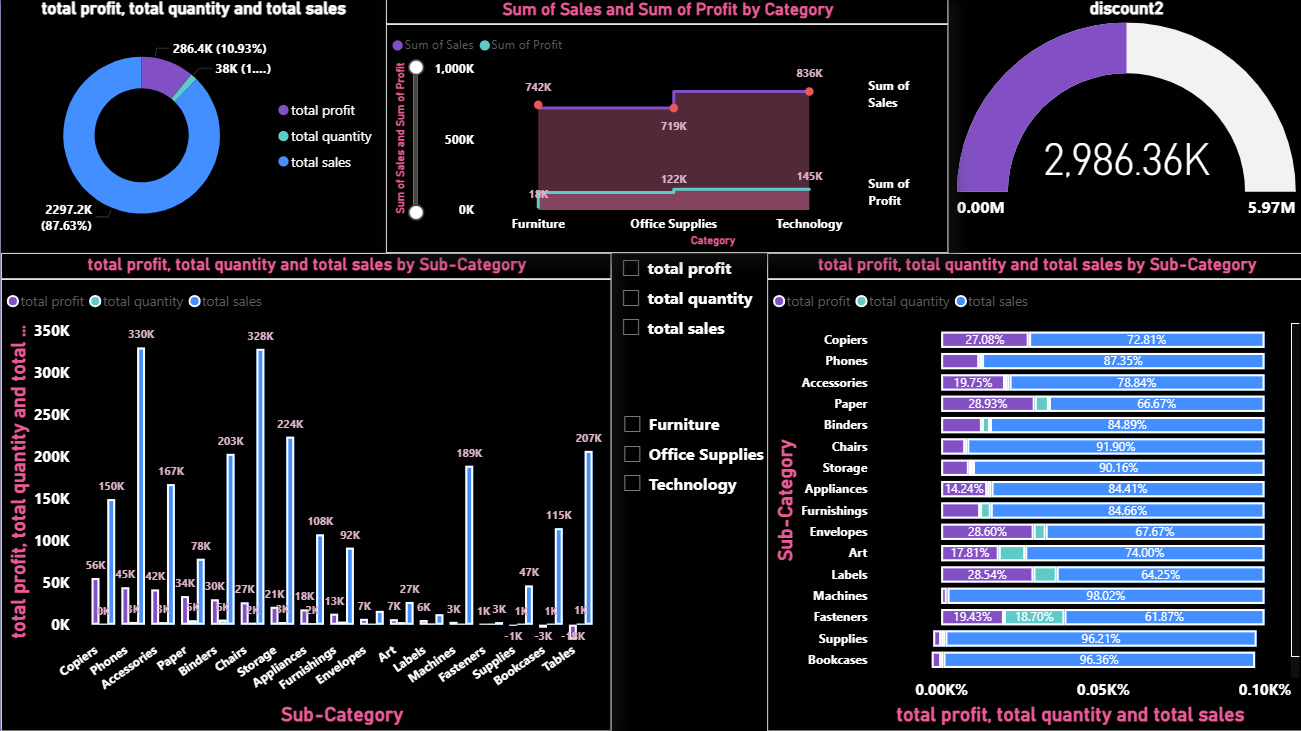 total profit, total quantity and total sales
286.4K (10.93%)
38K (1....)
total profit
total quantity
total sales
2297.2K
(87.63%)
Sum of Sales and Sum of Profit by Category
Sum of Sales Sum of Profit
Sum of Sales and Sum of Profit
1,000K
500K
0K
742K
719K
836K
18K
122K
145K
Sum of
Sales
Sum of
Profit
Furniture Office Supplies Technology
Category
discount2
2,986.36K
0.00M 5.97M
total profit, total quantity and total sales by Sub-Category
total profit total quantity total sales
total profit, total quantity and total ...
350K
300K
250K
200K
150K
100K
50K
0K
56K 0K 150K
45K 3K 330K
42K 3K 167K
34K 5K 78K
30K 6K 203K
27K 2K 328K
21K 3K 224K
18K 2K 108K
13K 92K
7K
7K 27K
6K
3K 189K
1K 3K
-1K 1K 47K
-3K 1K 115K
-18K 1K 207K
Copiers
Phones
Accessories
Paper
Binders
Chairs
Storage
Appliances
Furnishings
Envelopes
Art
Labels
Machines
Fasteners
Supplies
Bookcases
Tables
Sub-Category
total profit
total quantity
total sales
Furniture
Office Supplies
Technology
total profit, total quantity and total sales by Sub-Category
total profit total quantity total sales
Sub-Category
Copiers 27.08% 72.81%
Phones 87.35%
Accessories 19.75% 78.84%
Paper 28.93% 66.67%
Binders 84.89%
Chairs 91.90%
Storage 90.16%
Appliances 14.24% 84.41%
Furnishings 84.66%
Envelopes 28.60% 67.67%
Art 17.81% 74.00%
Labels 28.54% 64.25%
Machines 98.02%
Fasteners 19.43% 18.70% 61.87%
Supplies 96.21%
Bookcases 96.36%
0.00K% 0.05K% 0.10K%
total profit, total quantity and total sales